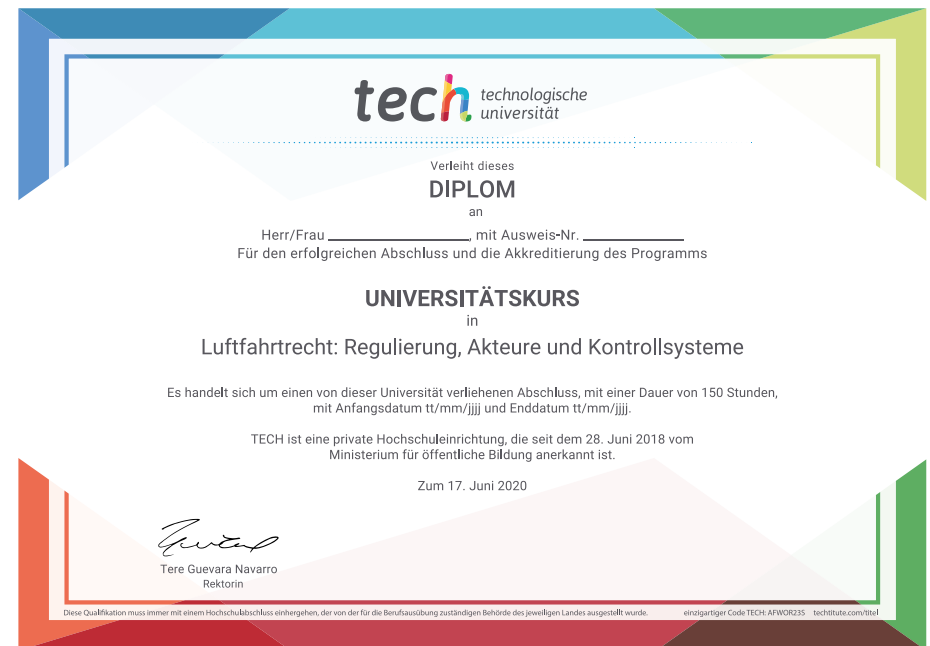 tech technologische
universität
Verleiht dieses
DIPLOM
an
Herr/Frau ____________, mit Ausweis-Nr. ____________
Für den erfolgreichen Abschluss und die Akkreditierung des Programms
UNIVERSITÄTSKURS
in
Luftfahrtrecht: Regulierung, Akteure und Kontrollsysteme
Es handelt sich um einen von dieser Universität verliehenen Abschluss, mit einer Dauer von 150 Stunden,
mit Anfangsdatum tt/mm/jjjj und Enddatum tt/mm/jjjj.
TECH ist eine private Hochschuleinrichtung, die seit dem 28. Juni 2018 vom
Ministerium für öffentliche Bildung anerkannt ist.
Zum 17. Juni 2020
Tere Guevara Navarro
Rektorin
Diese Qualifikation muss immer mit einem Hochschulabschluss einhergehen, der von der für die Berufsausübung zuständigen Behörde des jeweiligen Landes ausgestellt wurde. einzigartiger Code TECH: AFWOR235 techtitute.com/titel